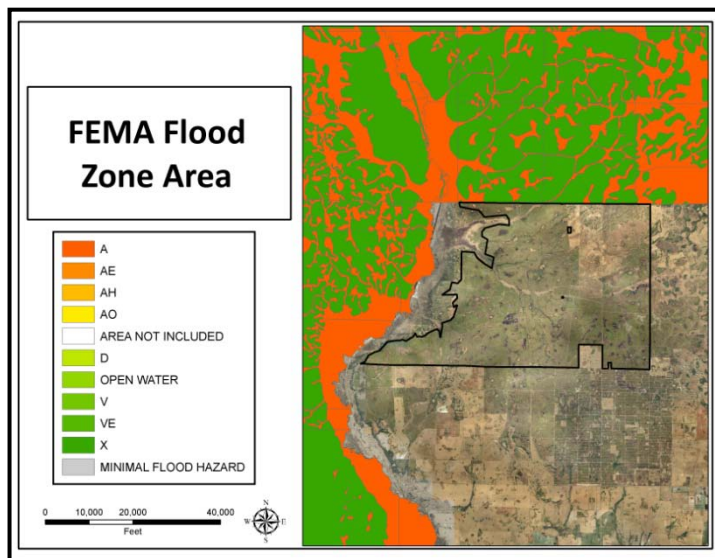 FEMA Flood
Zone Area
A
AE
AH
AO
AREA NOT INCLUDED
D
OPEN WATER
V
VE
X
MINIMAL FLOOD HAZARD
0 10,000 20,000 40,000
Feet
N
W E
S